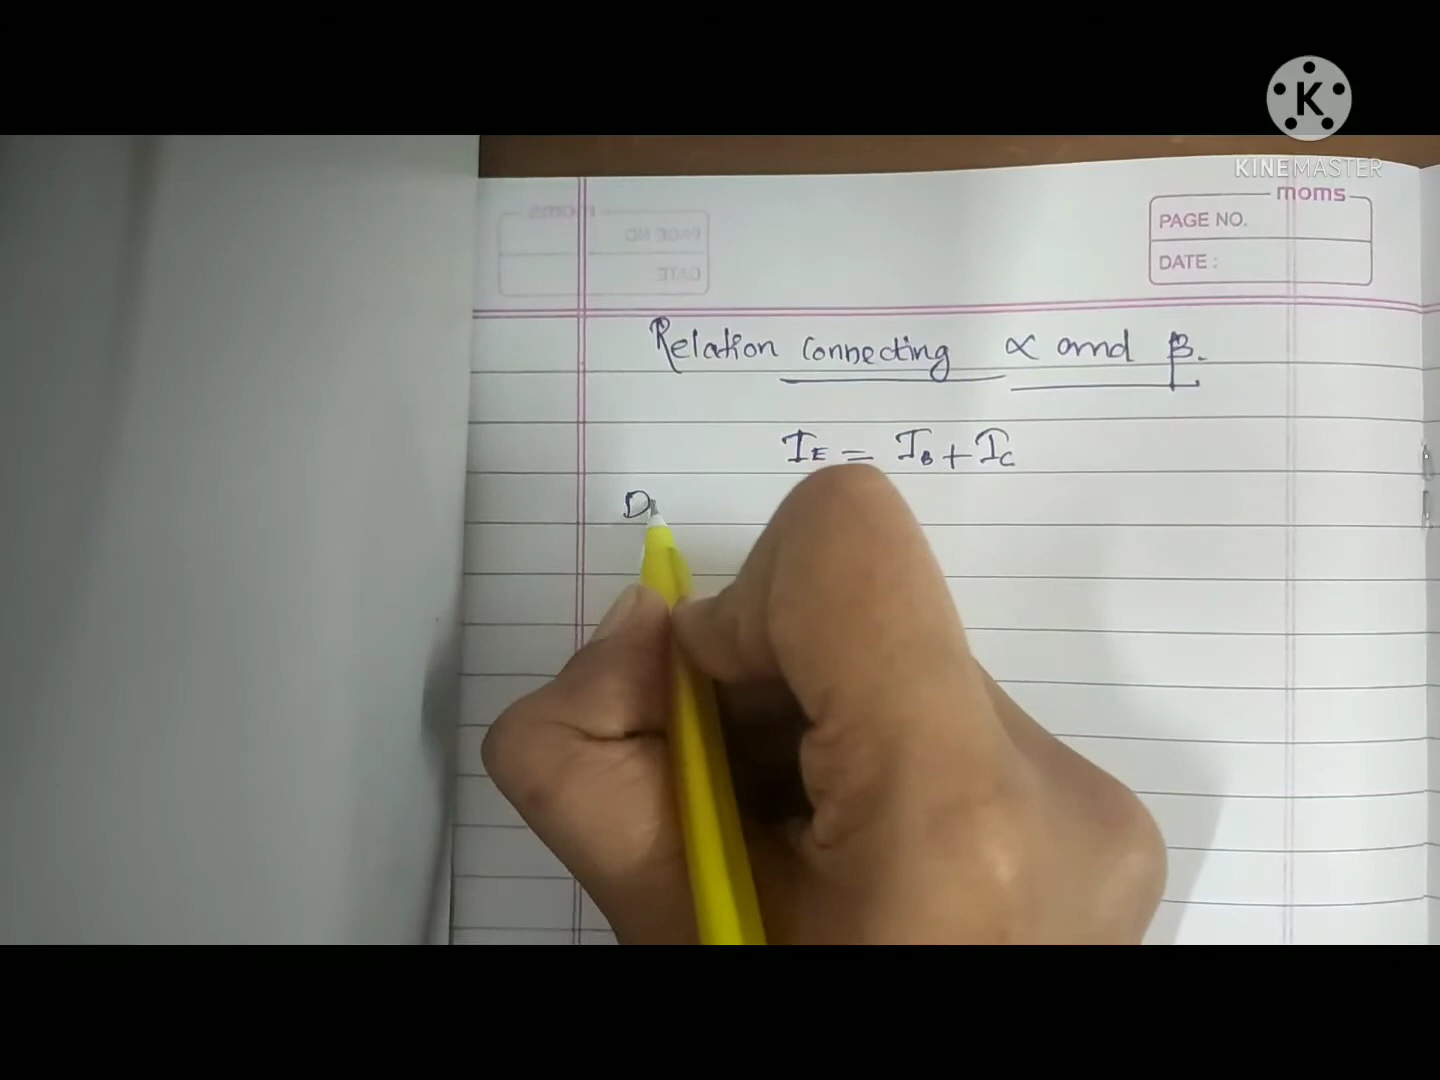 KINEMASTER
moms
PAGE NO.
DATE :
Relation connecting ∝ and β.
I_E = I_B + I_C
D